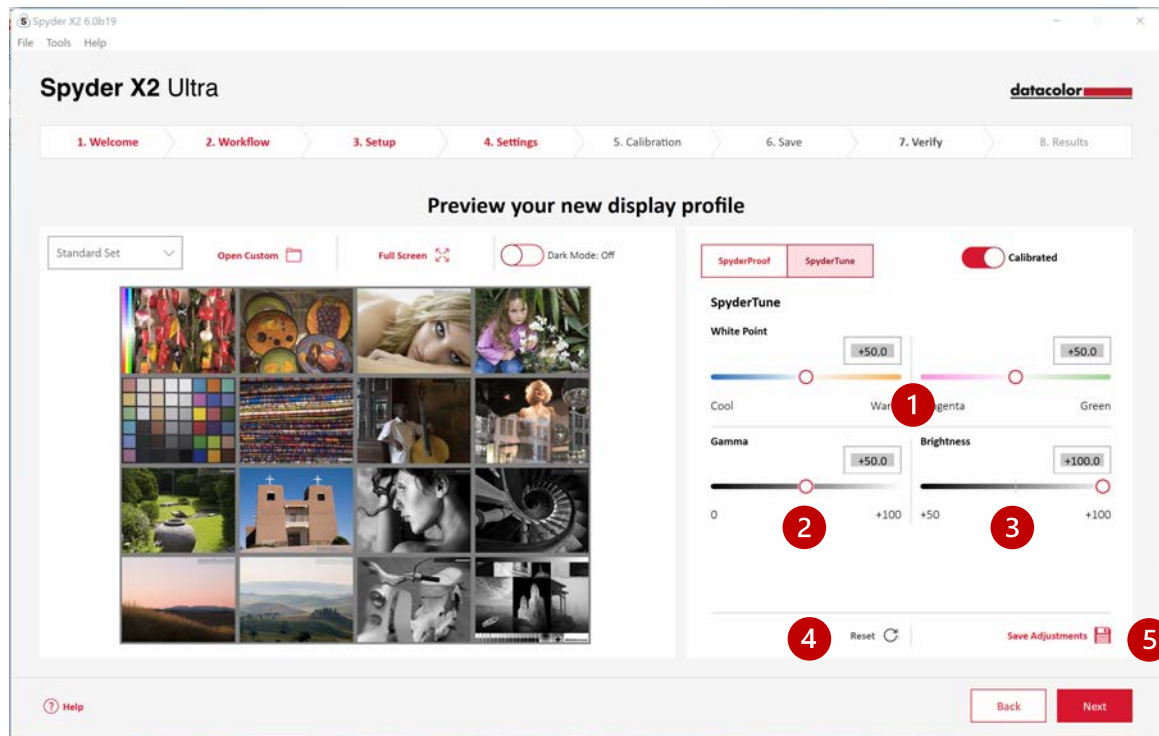 Spyder X2 6.0b19
File Tools Help
Spyder X2 Ultra
datacolor
1. Welcome 2. Workflow 3. Setup 4. Settings 5. Calibration 6. Save 7. Verify 8. Results
Preview your new display profile
Standard Set Open Custom Full Screen Dark Mode: Off
SpyderProof SpyderTune Calibrated
SpyderTune
White Point
+50.0 +50.0
Cool War 1 agenta Green
Gamma Brightness
+50.0 +100.0
0 2 +100 +50 3 +100
4 Reset Save Adjustments 5
? Help Back Next